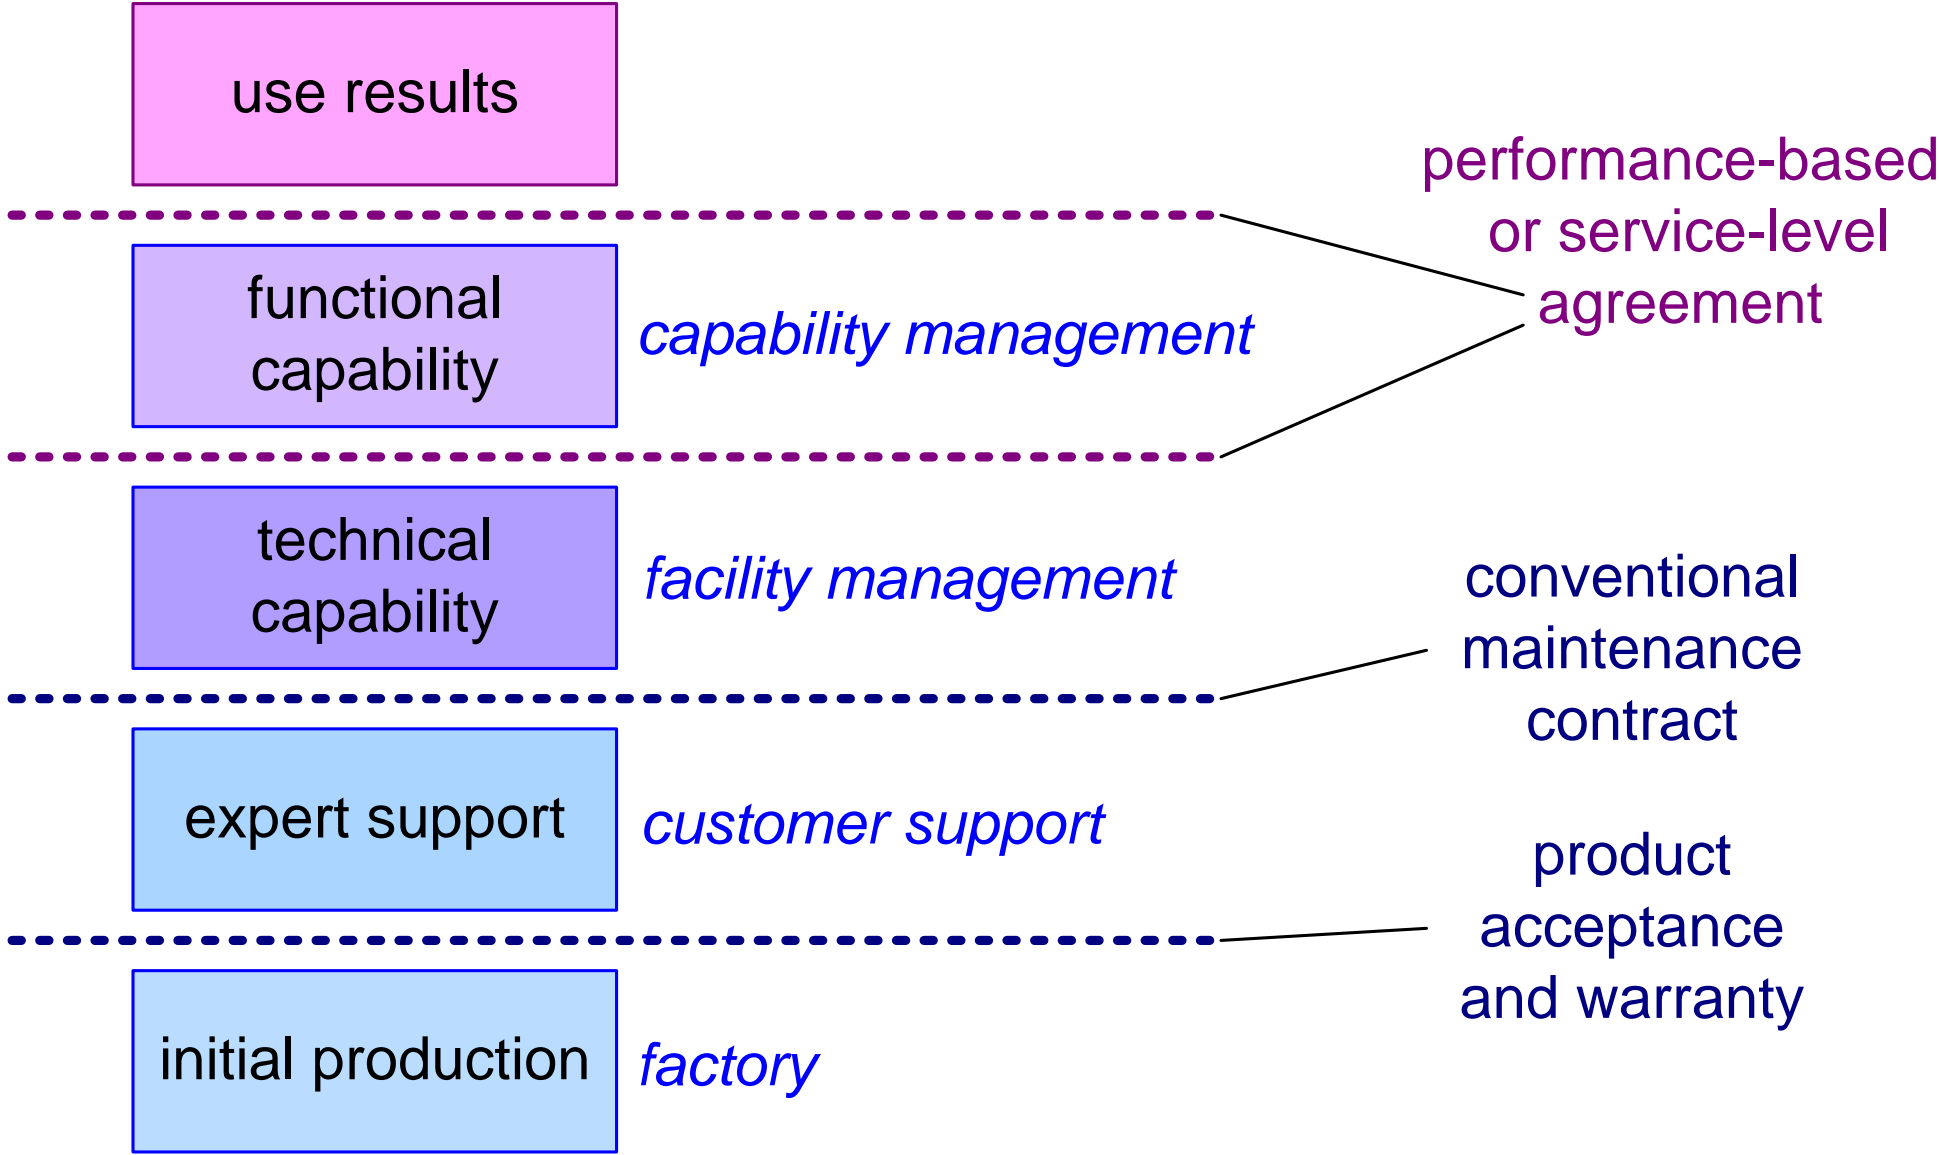 use results
performance-based
or service-level
agreement
functional
capability
capability management
technical
capability
facility management
conventional
maintenance
contract
expert support
customer support
product
acceptance
and warranty
initial production
factory